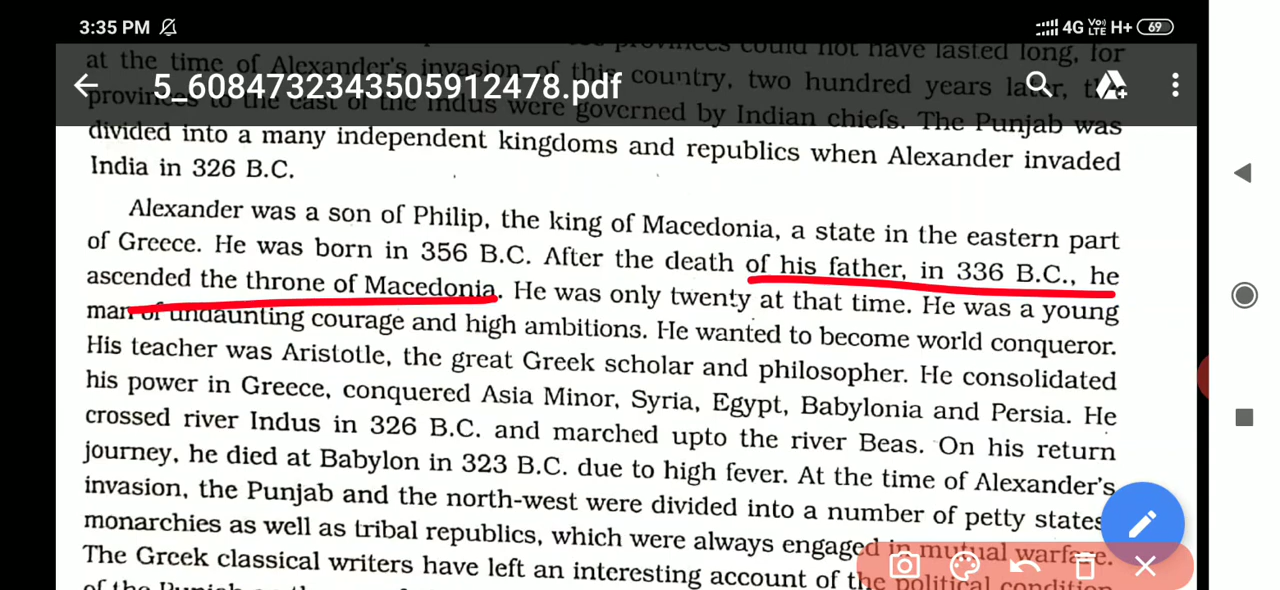 3:35 PM
4G Vo) LTE H+ 69
at the time of Alexander's invasion of this country, two hundred years later, the
5_6084732343505912478.pdf
provinces to the east of the Indus were governed by Indian chiefs. The Punjab was
divided into a many independent kingdoms and republics when Alexander invaded
India in 326 B.C.
Alexander was a son of Philip, the king of Macedonia, a state in the eastern part
of Greece. He was born in 356 B.C. After the death of his father, in 336 B.C., he
ascended the throne of Macedonia. He was only twenty at that time. He was a young
man of undaunting courage and high ambitions. He wanted to become world conqueror.
His teacher was Aristotle, the great Greek scholar and philosopher. He consolidated
his power in Greece, conquered Asia Minor, Syria, Egypt, Babylonia and Persia. He
crossed river Indus in 326 B.C. and marched upto the river Beas. On his return
journey, he died at Babylon in 323 B.C. due to high fever. At the time of Alexander's
invasion, the Punjab and the north-west were divided into a number of petty states
monarchies as well as tribal republics, which were always engaged in mutual warfare.
The Greek classical writers have left an interesting account of the political condition